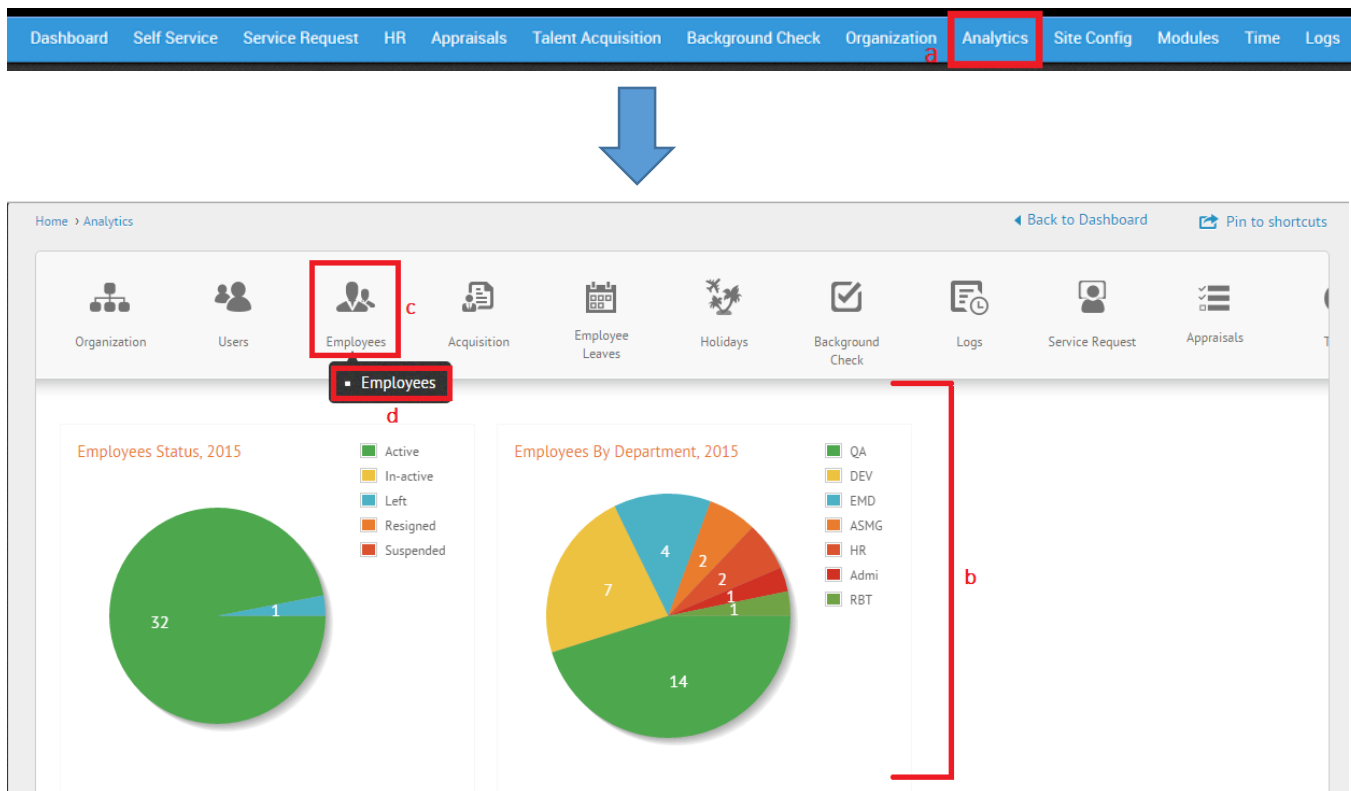 Dashboard Self Service Service Request HR Appraisals Talent Acquisition Background Check Organization Analytics Site Config Modules Time Logs
a
Home › Analytics
Back to Dashboard Pin to shortcuts
Organization Users Employees Acquisition Employee Leaves Holidays Background Check Logs Service Request Appraisals
c
Employees
d
Employees Status, 2015
Active
In-active
Left
Resigned
Suspended
32
1
Employees By Department, 2015
QA
DEV
EMD
ASMG
HR
Admi
RBT
4
2
7
2
1
1
14
b